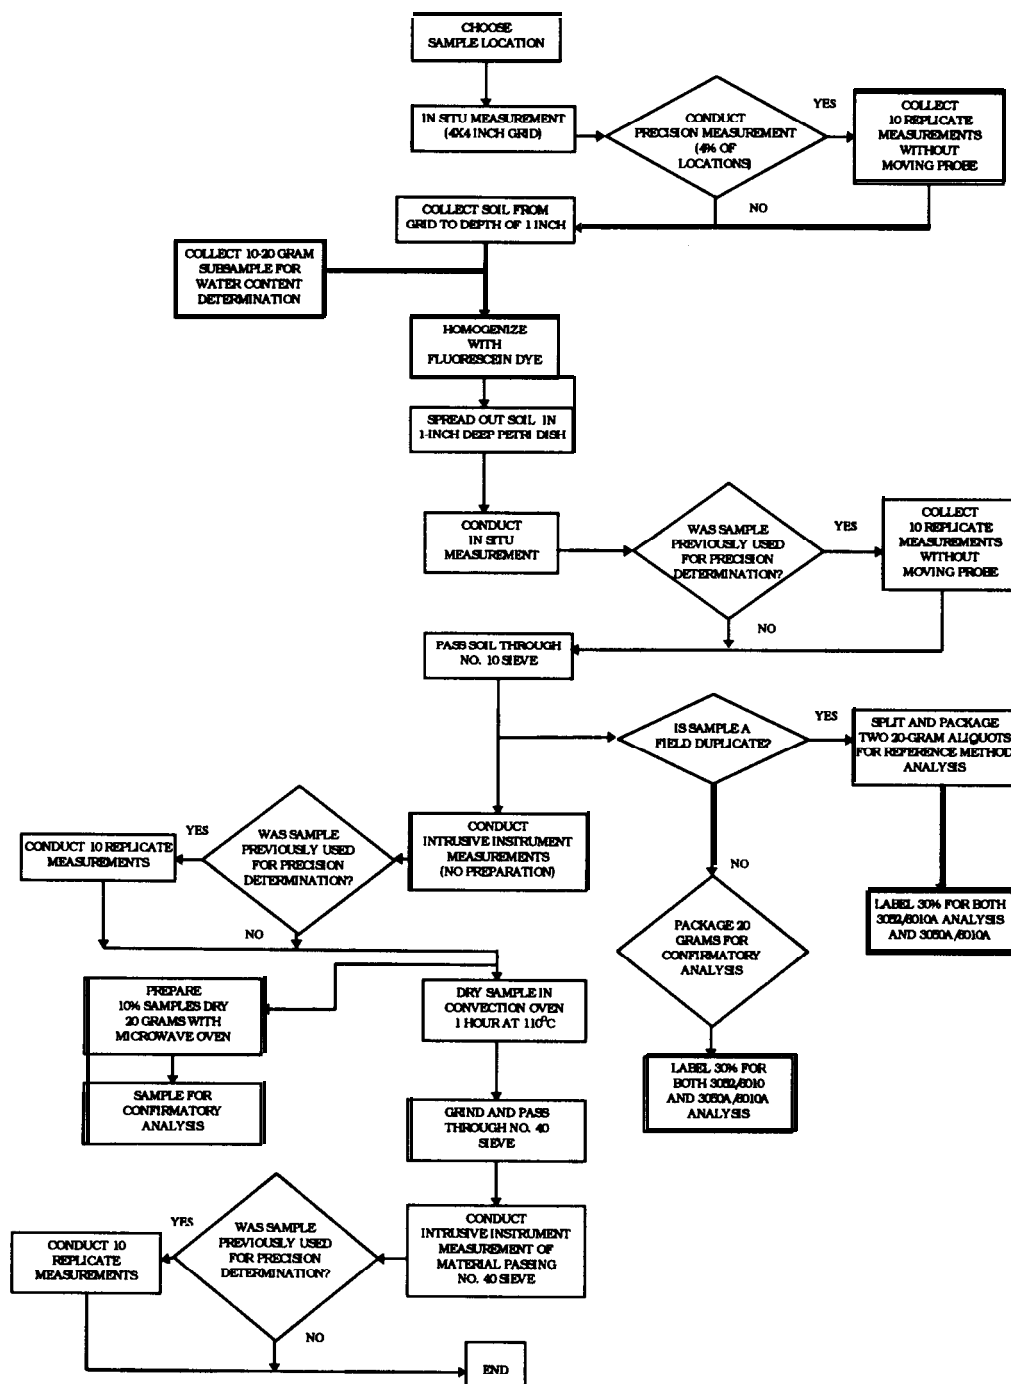 CHOOSE
SAMPLE LOCATION
IN SITU MEASUREMENT
(4X4 INCH GRID)
CONDUCT
PRECISION MEASUREMENT
(4% OF
LOCATIONS)
YES
COLLECT
10 REPLICATE
MEASUREMENTS
WITHOUT
MOVING PROBE
NO
COLLECT SOIL FROM
GRID TO DEPTH OF 1 INCH
COLLECT 10-20 GRAM
SUBSAMPLE FOR
WATER CONTENT
DETERMINATION
HOMOGENIZE
WITH
FLUORESCEIN DYE
SPREAD OUT SOIL IN
1-INCH DEEP PETRI DISH
CONDUCT
IN SITU
MEASUREMENT
WAS SAMPLE
PREVIOUSLY USED
FOR PRECISION
DETERMINATION?
YES
COLLECT
10 REPLICATE
MEASUREMENTS
WITHOUT
MOVING PROBE
NO
PASS SOIL THROUGH
NO. 10 SIEVE
IS SAMPLE A
FIELD DUPLICATE?
YES
SPLIT AND PACKAGE
TWO 20-GRAM ALIQUOTS
FOR REFERENCE METHOD
ANALYSIS
LABEL 30% FOR BOTH
3052/6010A ANALYSIS
AND 3050A/6010A
NO
PACKAGE 20
GRAMS FOR
CONFIRMATORY
ANALYSIS
LABEL 30% FOR
BOTH 3052/6010
AND 3050A/6010A
ANALYSIS
CONDUCT
INTRUSIVE INSTRUMENT
MEASUREMENTS
(NO PREPARATION)
WAS SAMPLE
PREVIOUSLY USED
FOR PRECISION
DETERMINATION?
YES
CONDUCT 10 REPLICATE
MEASUREMENTS
NO
PREPARE
10% SAMPLES DRY
20 GRAMS WITH
MICROWAVE OVEN
SAMPLE FOR
CONFIRMATORY
ANALYSIS
DRY SAMPLE IN
CONVECTION OVEN
1 HOUR AT 110°C
GRIND AND PASS
THROUGH NO. 40
SIEVE
CONDUCT
INTRUSIVE INSTRUMENT
MEASUREMENT OF
MATERIAL PASSING
NO. 40 SIEVE
WAS SAMPLE
PREVIOUSLY USED
FOR PRECISION
DETERMINATION?
YES
CONDUCT 10
REPLICATE
MEASUREMENTS
NO
END